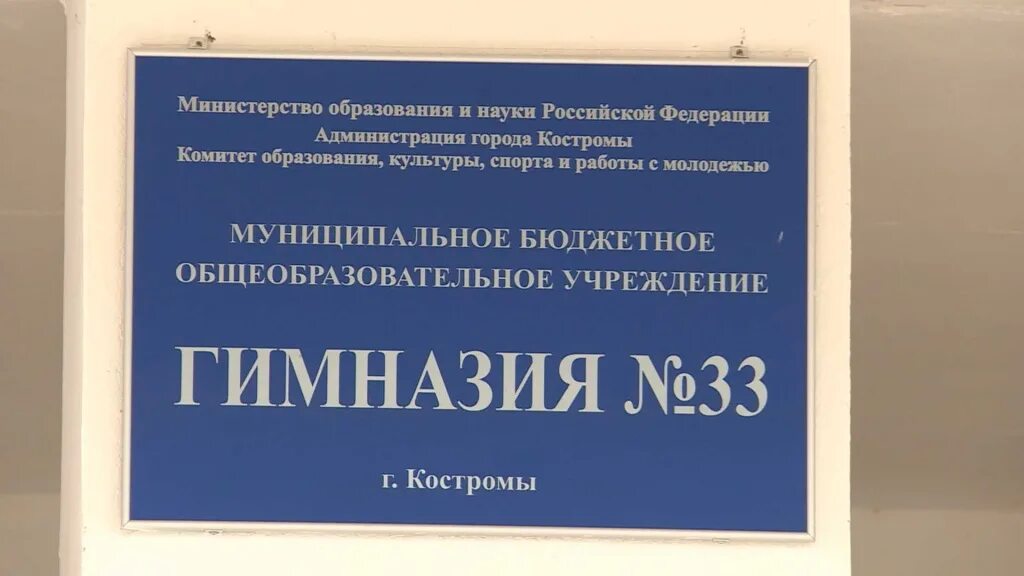 Министерство образования и науки Российской Федерации
Администрация города Костромы
Комитет образования, культуры, спорта и работы с молодежью
МУНИЦИПАЛЬНОЕ БЮДЖЕТНОЕ
ОБЩЕОБРАЗОВАТЕЛЬНОЕ УЧРЕЖДЕНИЕ
ГИМНАЗИЯ №33
г. Костромы